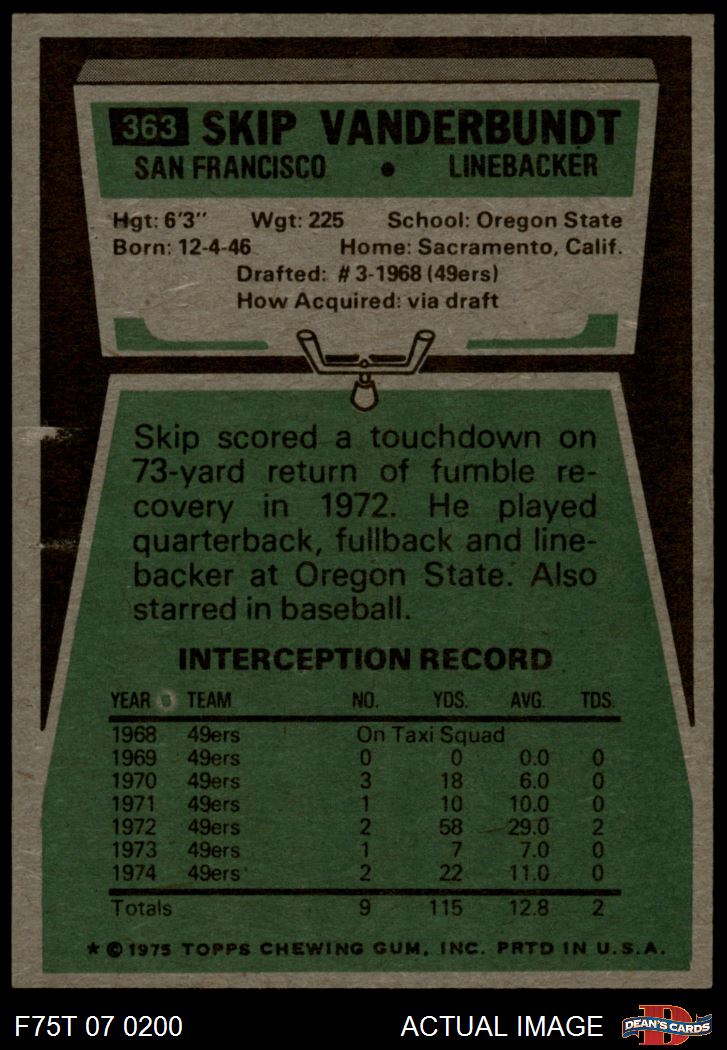 363 SKIP VANDERBUNDT
SAN FRANCISCO • LINEBACKER
Hgt: 6'3" Wgt: 225 School: Oregon State
Born: 12-4-46 Home: Sacramento, Calif.
Drafted: #3-1968 (49ers)
How Acquired: via draft
Skip scored a touchdown on
73-yard return of fumble re-
covery in 1972. He played
quarterback, fullback and line-
backer at Oregon State. Also
starred in baseball.
INTERCEPTION RECORD
YEAR TEAM NO. YDS. AVG. TDS.
1968 49ers On Taxi Squad
1969 49ers 0 0 0.0 0
1970 49ers 3 18 6.0 0
1971 49ers 1 10 10.0 0
1972 49ers 2 58 29.0 2
1973 49ers 1 7 7.0 0
1974 49ers 2 22 11.0 0
Totals 9 115 12.8 2
* © 1975 TOPPS CHEWING GUM, INC. PRTD IN U.S.A.
F75T 07 0200 ACTUAL IMAGE D DEAN'S CARDS